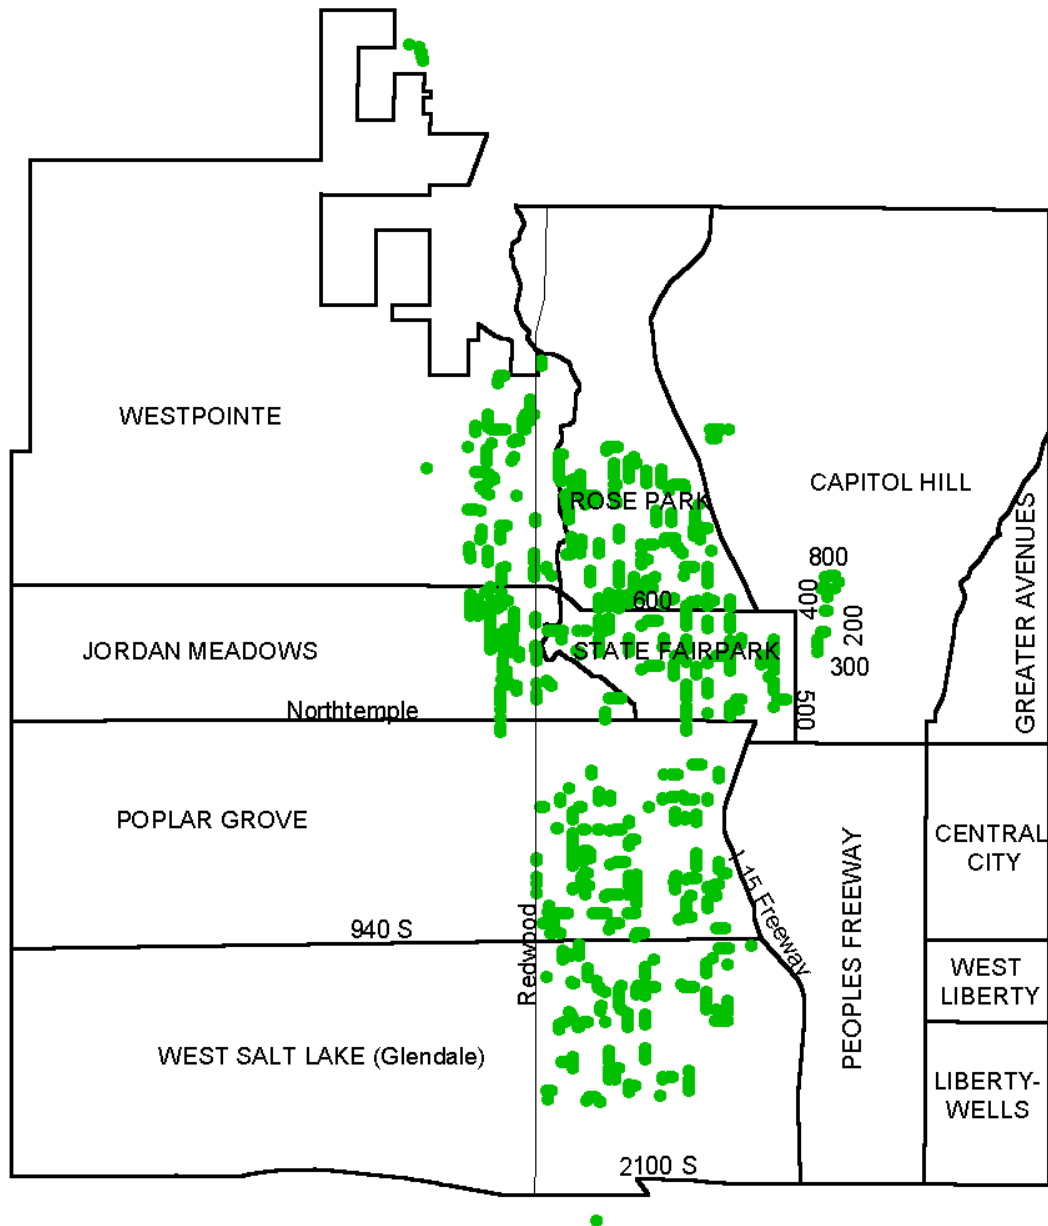 WESTPOINTE
CAPITOL HILL
ROSE PARK
GREATER AVENUES
800
400
600
200
300
JORDAN MEADOWS
STATE FAIRPARK
500
Northtemple
POPLAR GROVE
PEOPLES FREEWAY
CENTRAL
CITY
I-15 Freeway
Redwood
940 S
WEST
LIBERTY
WEST SALT LAKE (Glendale)
LIBERTY-
WELLS
2100 S